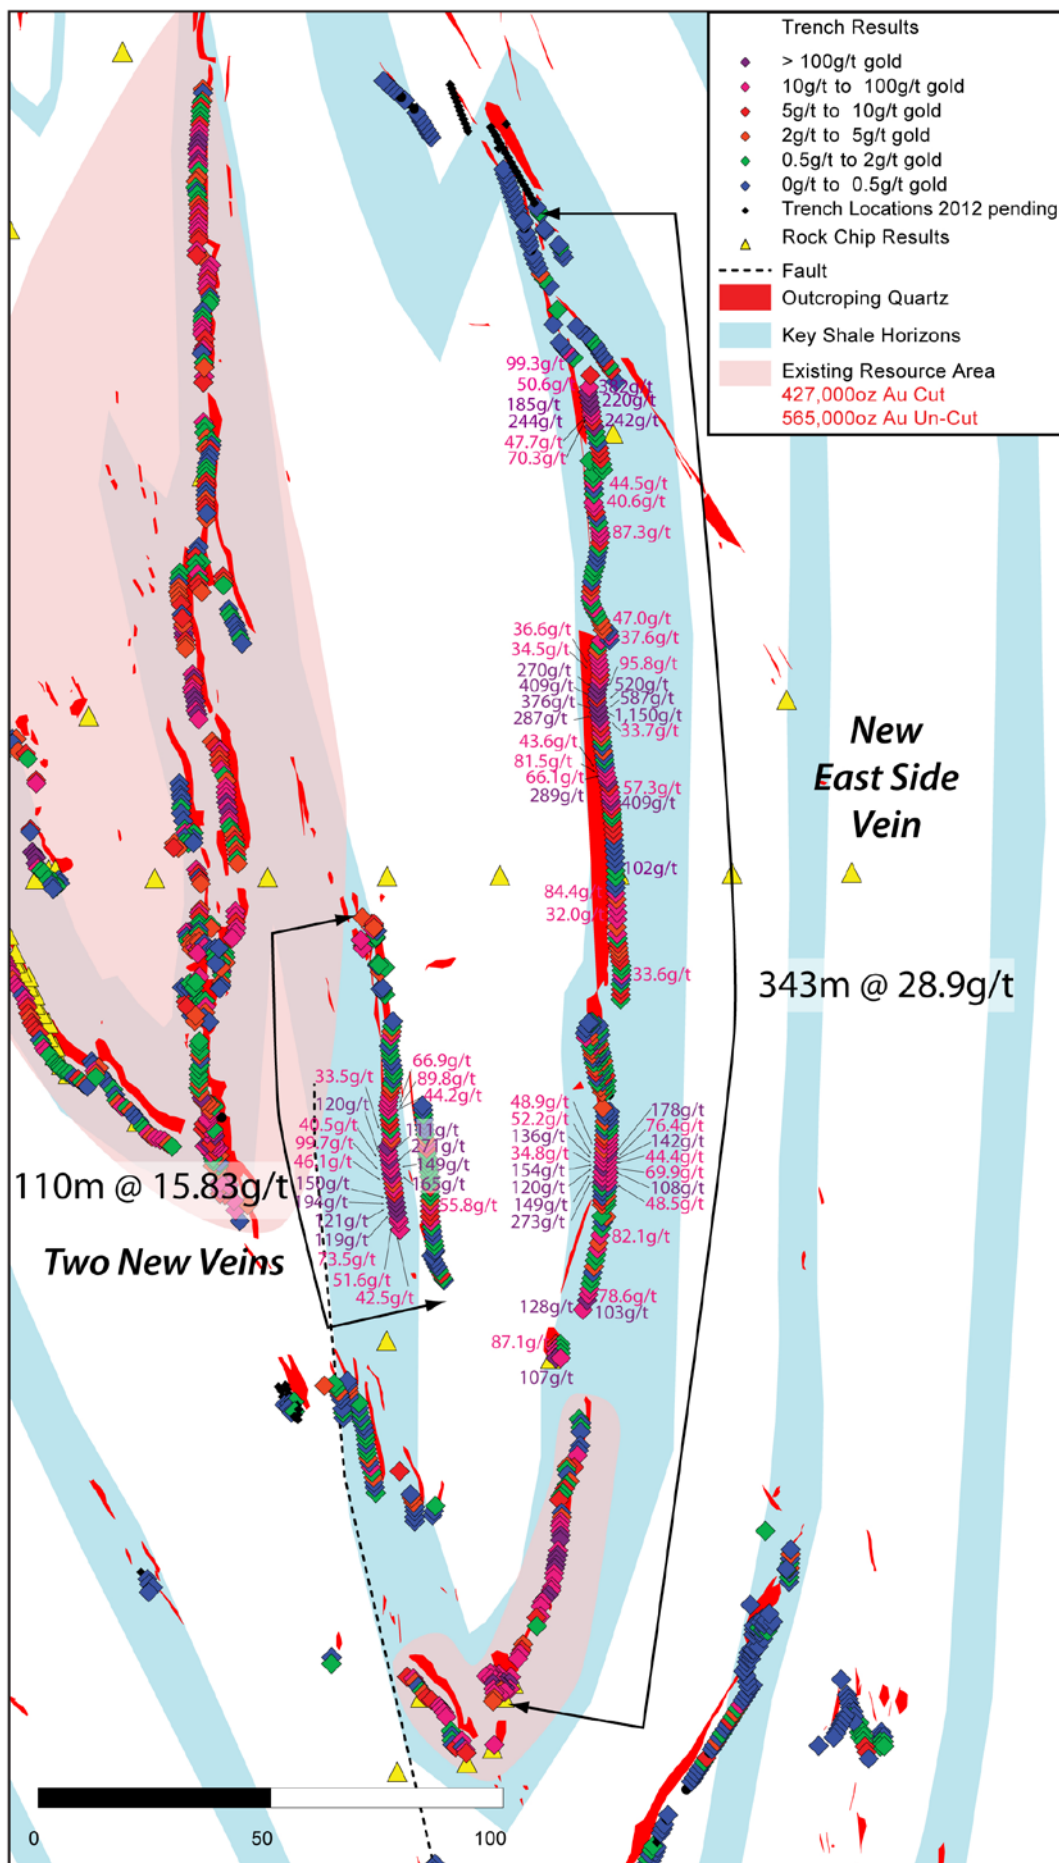 Trench Results
> 100g/t gold
10g/t to 100g/t gold
5g/t to 10g/t gold
2g/t to 5g/t gold
0.5g/t to 2g/t gold
0g/t to 0.5g/t gold
Trench Locations 2012 pending
Rock Chip Results
Fault
Outcroping Quartz
Key Shale Horizons
Existing Resource Area
427,000oz Au Cut
565,000oz Au Un-Cut
99.3g/t
50.6g/t
382g/t
185g/t
220g/t
244g/t
242g/t
47.7g/t
70.3g/t
44.5g/t
40.6g/t
87.3g/t
47.0g/t
36.6g/t
37.6g/t
34.5g/t
95.8g/t
270g/t
520g/t
409g/t
587g/t
376g/t
1,150g/t
287g/t
33.7g/t
43.6g/t
81.5g/t
66.1g/t
57.3g/t
289g/t
409g/t
New
East Side
Vein
102g/t
84.4g/t
32.0g/t
33.6g/t
343m @ 28.9g/t
66.9g/t
33.5g/t
89.8g/t
44.2g/t
120g/t
40.5g/t
111g/t
99.7g/t
271g/t
46.1g/t
149g/t
150g/t
165g/t
194g/t
55.8g/t
121g/t
119g/t
73.5g/t
51.6g/t
42.5g/t
48.9g/t
178g/t
52.2g/t
76.4g/t
136g/t
142g/t
34.8g/t
44.4g/t
154g/t
69.9g/t
120g/t
108g/t
149g/t
48.5g/t
273g/t
82.1g/t
110m @ 15.83g/t
Two New Veins
78.6g/t
128g/t
103g/t
87.1g/t
107g/t
0
50
100